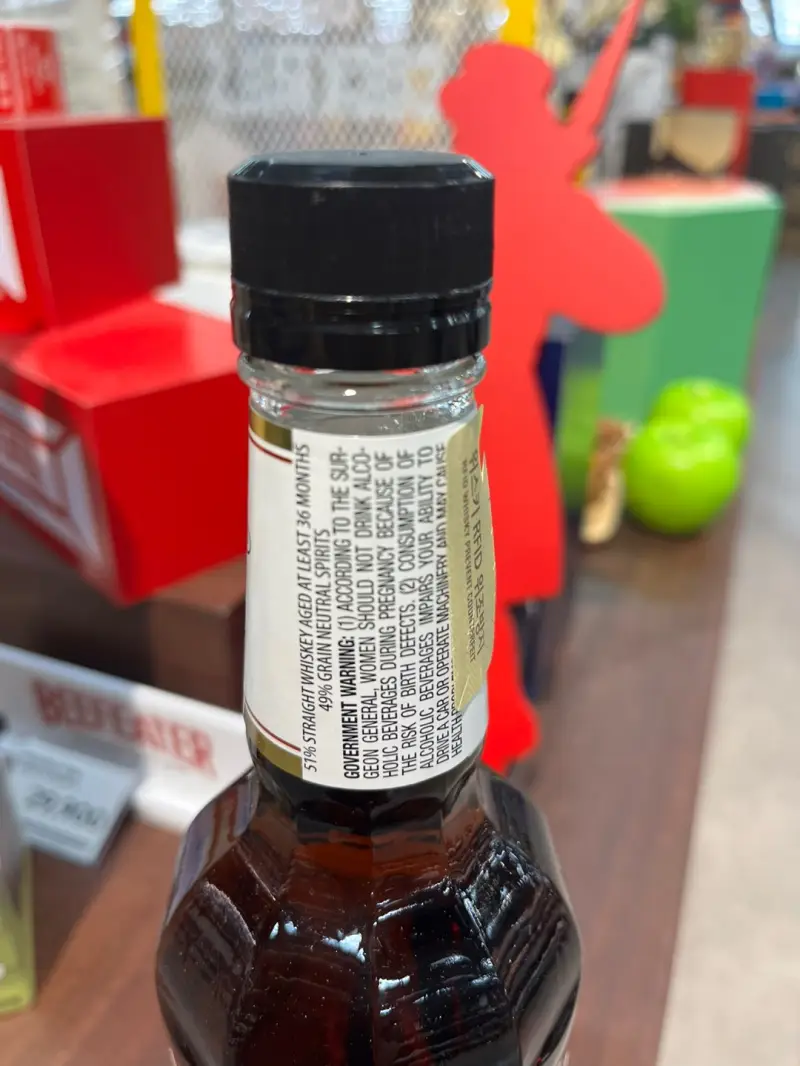 51% STRAIGHT WHISKEY AGED AT LEAST 36 MONTHS
49% GRAIN NEUTRAL SPIRITS
GOVERNMENT WARNING: (1) ACCORDING TO THE SUR-
GEON GENERAL, WOMEN SHOULD NOT DRINK ALCO-
HOLIC BEVERAGES DURING PREGNANCY BECAUSE OF
THE RISK OF BIRTH DEFECTS. (2) CONSUMPTION OF
ALCOHOLIC BEVERAGES IMPAIRS YOUR ABILITY TO
DRIVE A CAR OR OPERATE MACHINERY AND MAY CAUSE
HEALTH
RFID
BEEFEATER